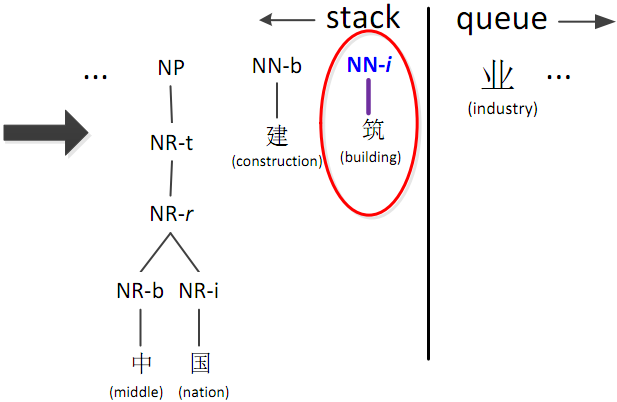 stack queue
... NP NN-b NN-i 业 ...
(industry)
建 筑
NR-t (construction) (building)
NR-r
NR-b NR-i
中 国
(middle) (nation)